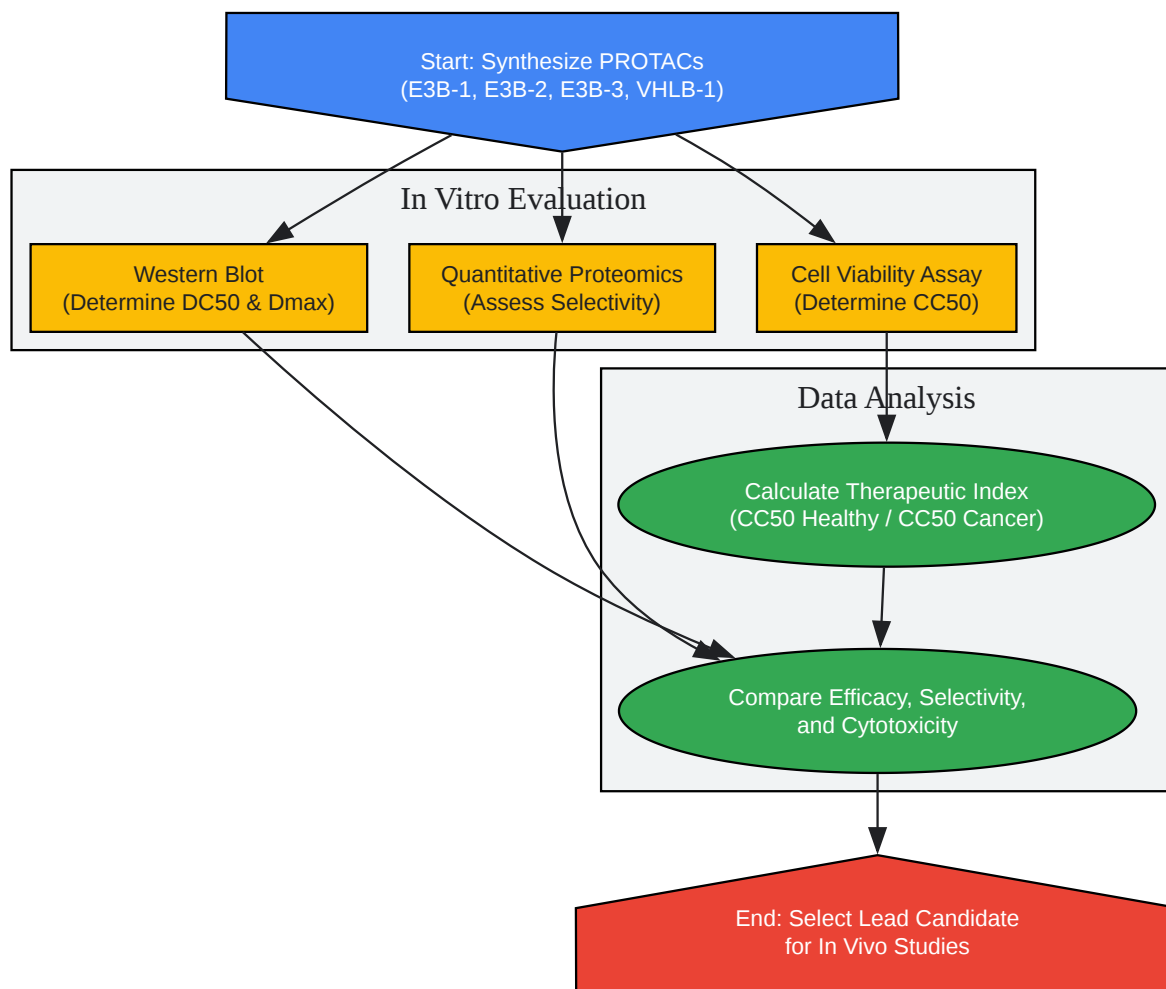 Start: Synthesize PROTACs
(E3B-1, E3B-2, E3B-3, VHLB-1)
In Vitro Evaluation
Western Blot
(Determine DC50 & Dmax)
Quantitative Proteomics
(Assess Selectivity)
Cell Viability Assay
(Determine CC50)
Data Analysis
Calculate Therapeutic Index
(CC50 Healthy / CC50 Cancer)
Compare Efficacy, Selectivity,
and Cytotoxicity
End: Select Lead Candidate
for In Vivo Studies